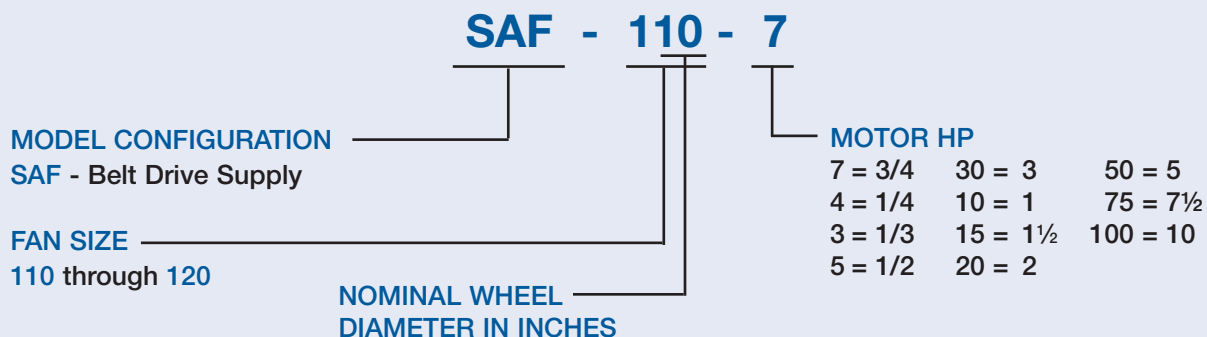 SAF - 110 - 7
MODEL CONFIGURATION
SAF - Belt Drive Supply
FAN SIZE
110 through 120
NOMINAL WHEEL
DIAMETER IN INCHES
MOTOR HP
7 = 3/4 30 = 3 50 = 5
4 = 1/4 10 = 1 75 = 7½
3 = 1/3 15 = 1½ 100 = 10
5 = 1/2 20 = 2